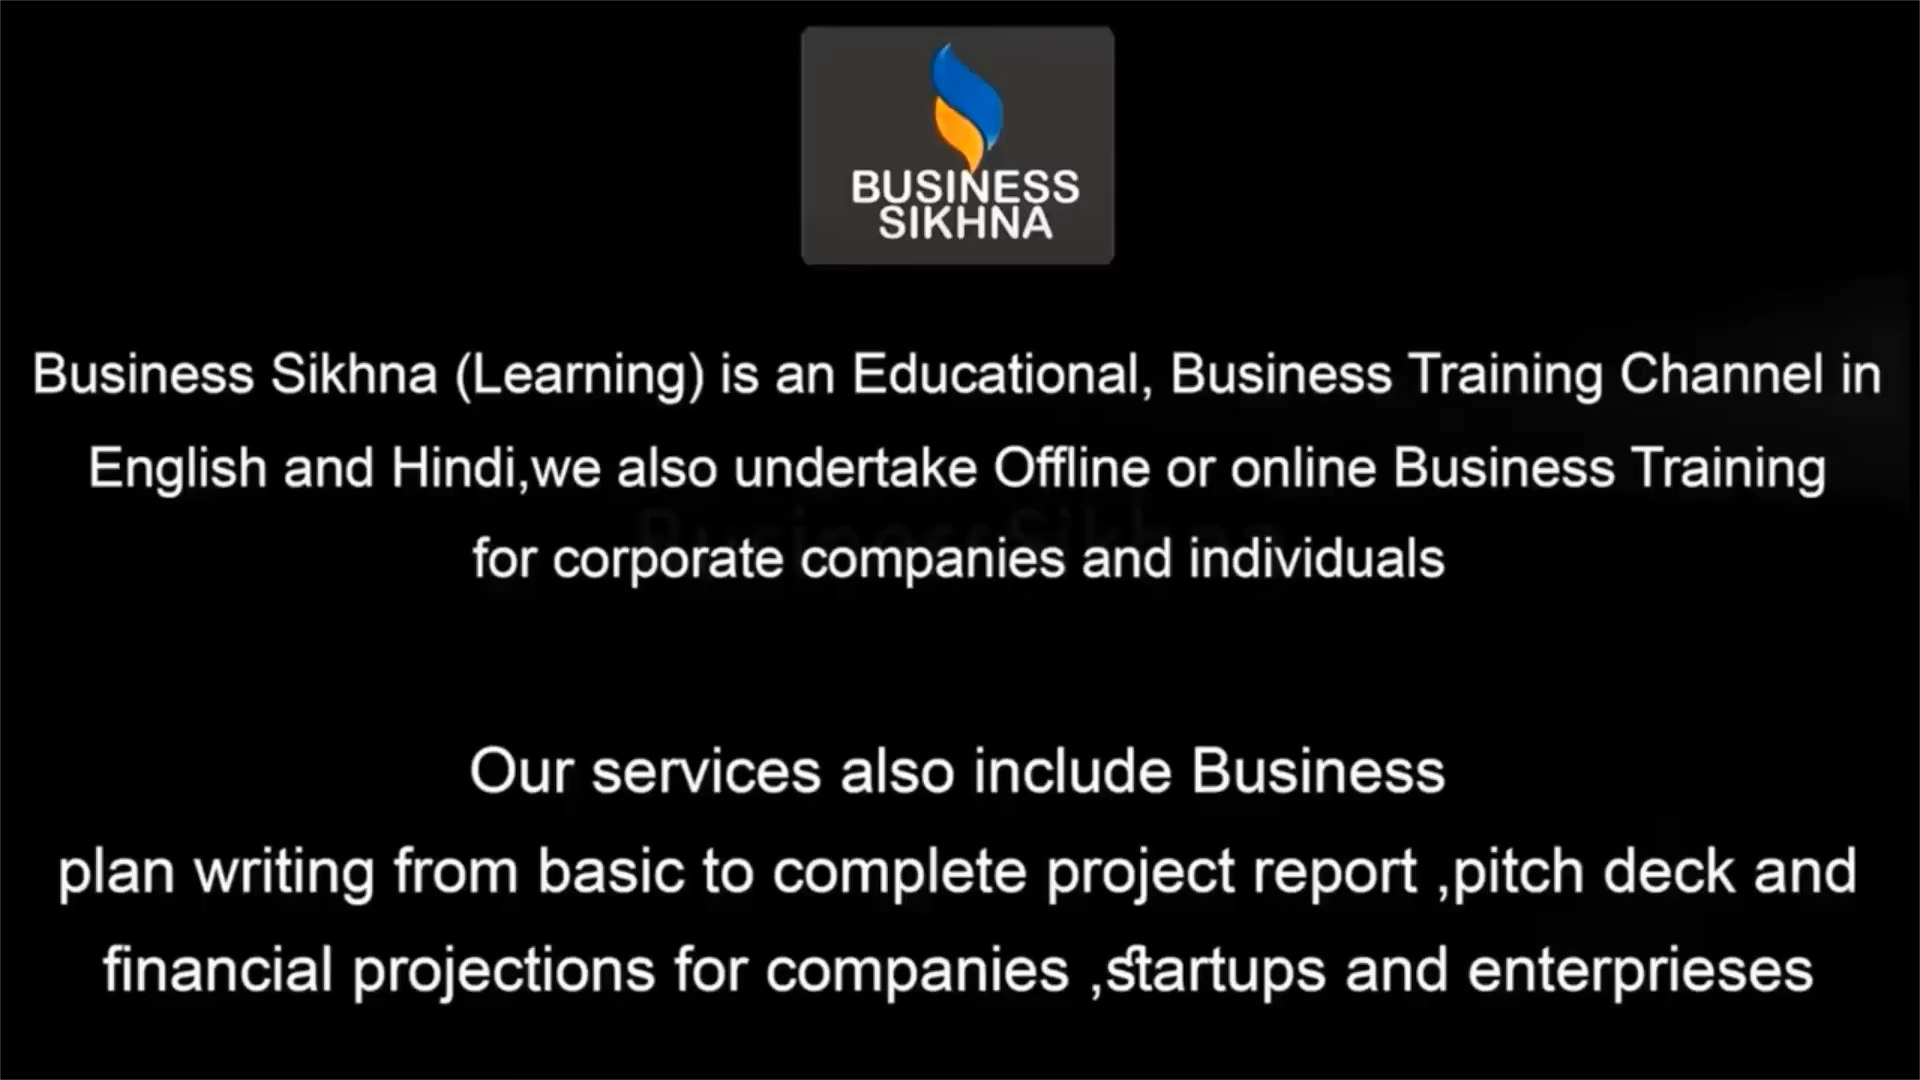 BUSINESS
SIKHNA
Business Sikhna (Learning) is an Educational, Business Training Channel in
English and Hindi,we also undertake Offline or online Business Training
for corporate companies and individuals
Our services also include Business
plan writing from basic to complete project report ,pitch deck and
financial projections for companies ,startups and enterprieses